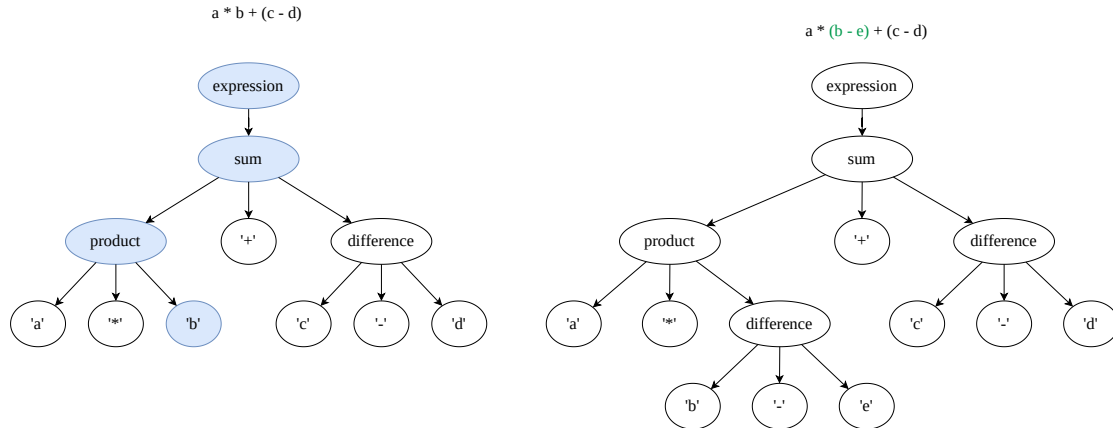 a * b + (c - d)
expression
sum
product
'+'
difference
'a'
'*'
'b'
'c'
'-'
'd'
a * (b - e) + (c - d)
expression
sum
product
'+'
difference
'a'
'*'
difference
'c'
'-'
'd'
'b'
'-'
'e'